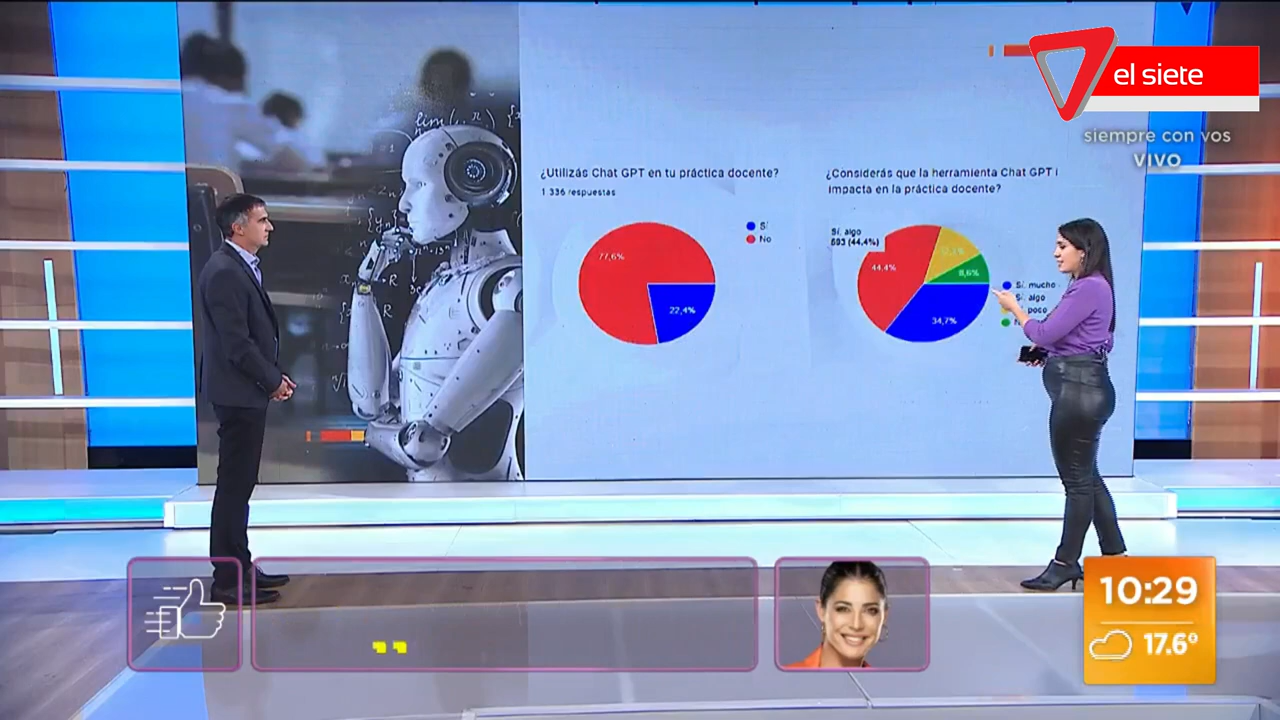 el siete
siempre con vos
VIVO
¿Utilizás Chat GPT en tu práctica docente?
1.336 respuestas
Sí
No
77,6%
22,4%
¿Considerás que la herramienta Chat GPT
impacta en la práctica docente?
Sí, algo
593 (44,4%)
44,4%
8,6%
34,7%
Sí, mucho
Sí, algo
poco
lim
10:29
17.6º